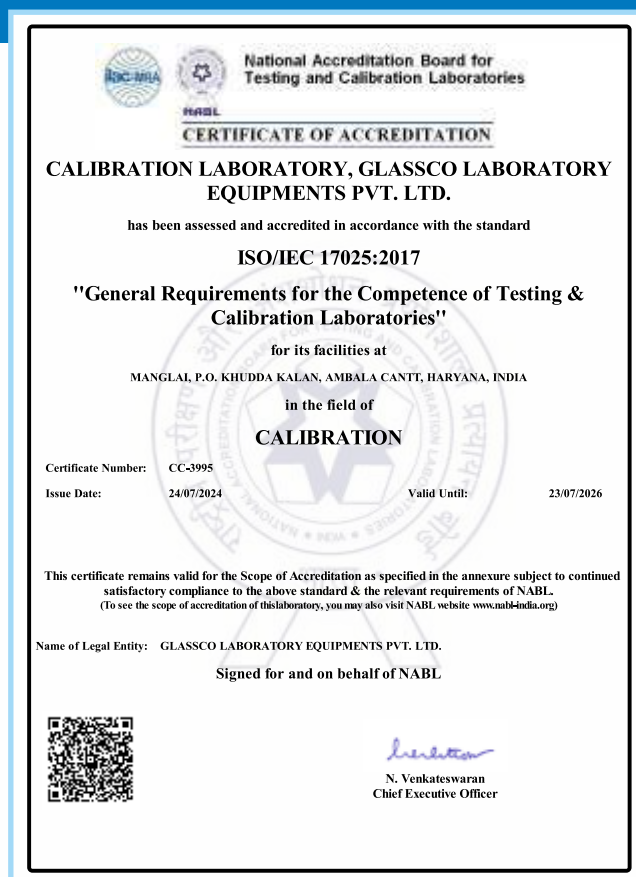 ilac-MRA
National Accreditation Board for
Testing and Calibration Laboratories
NABL
CERTIFICATE OF ACCREDITATION
CALIBRATION LABORATORY, GLASSCO LABORATORY
EQUIPMENTS PVT. LTD.
has been assessed and accredited in accordance with the standard
ISO/IEC 17025:2017
"General Requirements for the Competence of Testing &
Calibration Laboratories"
for its facilities at
MANGLAI, P.O. KHUDDA KALAN, AMBALA CANTT, HARYANA, INDIA
in the field of
CALIBRATION
Certificate Number: CC-3995
Issue Date: 24/07/2024 Valid Until: 23/07/2026
This certificate remains valid for the Scope of Accreditation as specified in the annexure subject to continued
satisfactory compliance to the above standard & the relevant requirements of NABL.
(To see the scope of accreditation of thislaboratory, you may also visit NABL website www.nabl-india.org)
Name of Legal Entity: GLASSCO LABORATORY EQUIPMENTS PVT. LTD.
Signed for and on behalf of NABL
N. Venkateswaran
Chief Executive Officer